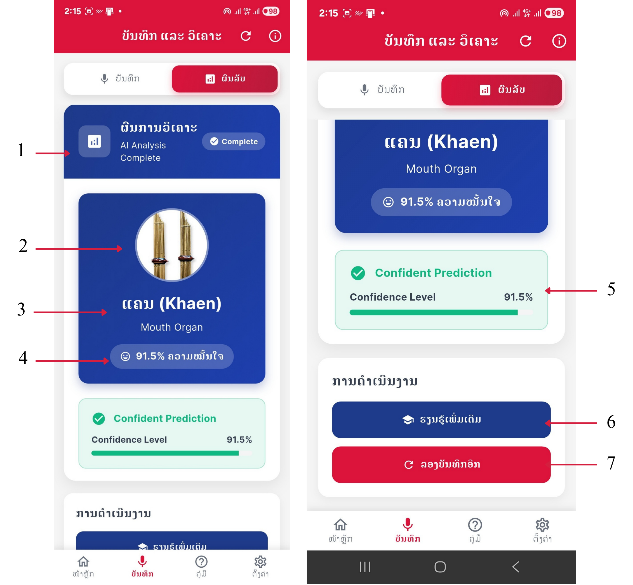 2:15
98
ບັນທຶກ ແລະ ວິເຄາະ
ບັນທຶກ
ຜົນລັບ
ຜົນການວິເຄາະ
AI Analysis
Complete
Complete
ແຄນ (Khaen)
Mouth Organ
91.5% ຄວາມໝັ້ນໃຈ
Confident Prediction
Confidence Level 91.5%
ການດຳເນີນງານ
ຮຽນຮູ້ເພີ່ມເຕີມ
ໜ້າຫຼັກ
ບັນທຶກ
ຄູ່ມື
ຕັ້ງຄ່າ
1
2
3
4
2:15
98
ບັນທຶກ ແລະ ວິເຄາະ
ບັນທຶກ
ຜົນລັບ
ແຄນ (Khaen)
Mouth Organ
91.5% ຄວາມໝັ້ນໃຈ
Confident Prediction
Confidence Level 91.5%
ການດຳເນີນງານ
ຮຽນຮູ້ເພີ່ມເຕີມ
ລອງບັນທຶກອີກ
ໜ້າຫຼັກ
ບັນທຶກ
ຄູ່ມື
ຕັ້ງຄ່າ
5
6
7